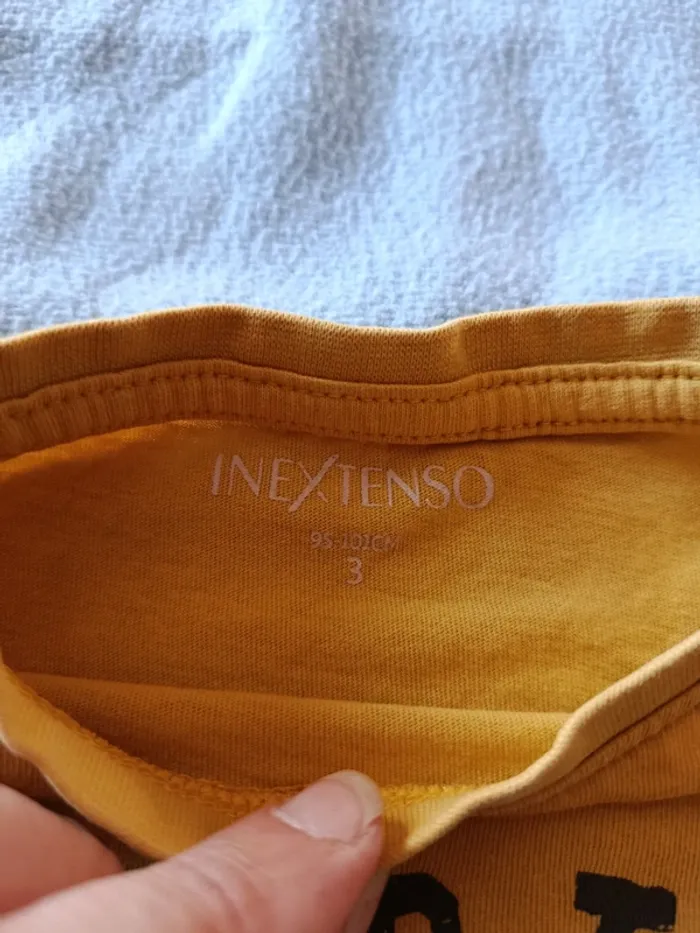 INEXTENSO
95-102CM
3